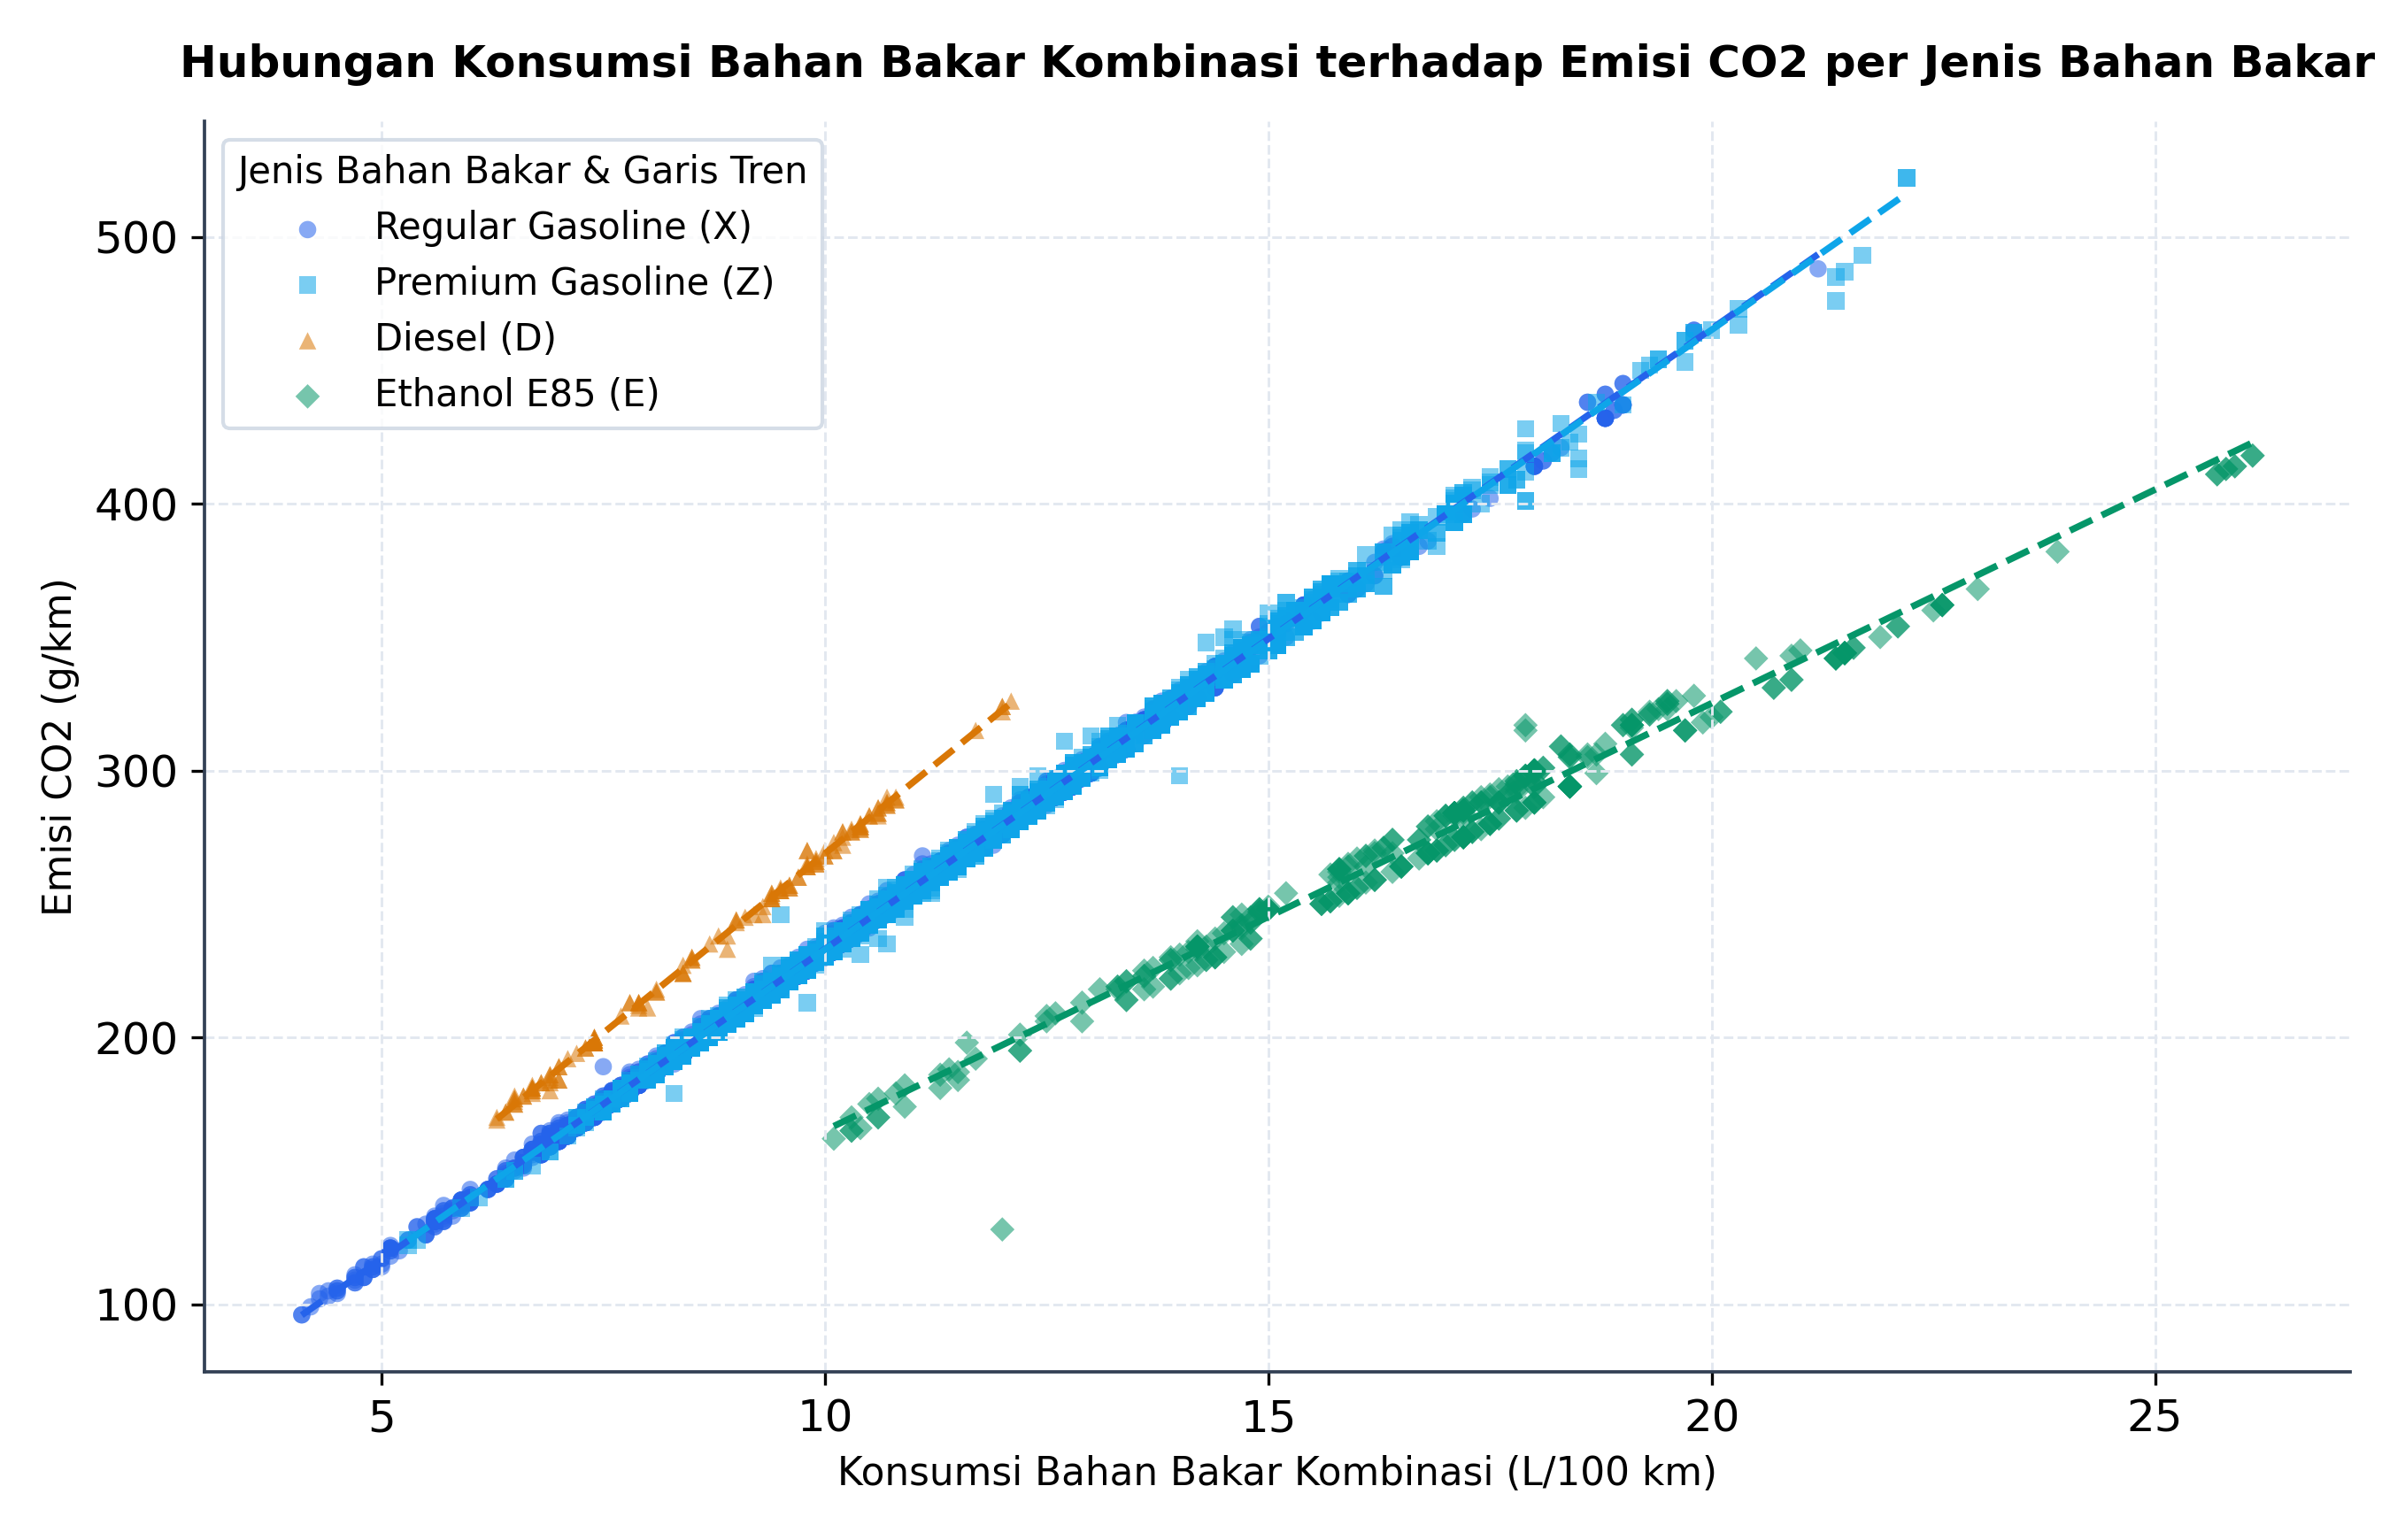 Hubungan Konsumsi Bahan Bakar Kombinasi terhadap Emisi CO2 per Jenis Bahan Bakar
Jenis Bahan Bakar & Garis Tren
Regular Gasoline (X)
Premium Gasoline (Z)
Diesel (D)
Ethanol E85 (E)
Emisi CO2 (g/km)
500
400
300
200
100
5 10 15 20 25
Konsumsi Bahan Bakar Kombinasi (L/100 km)